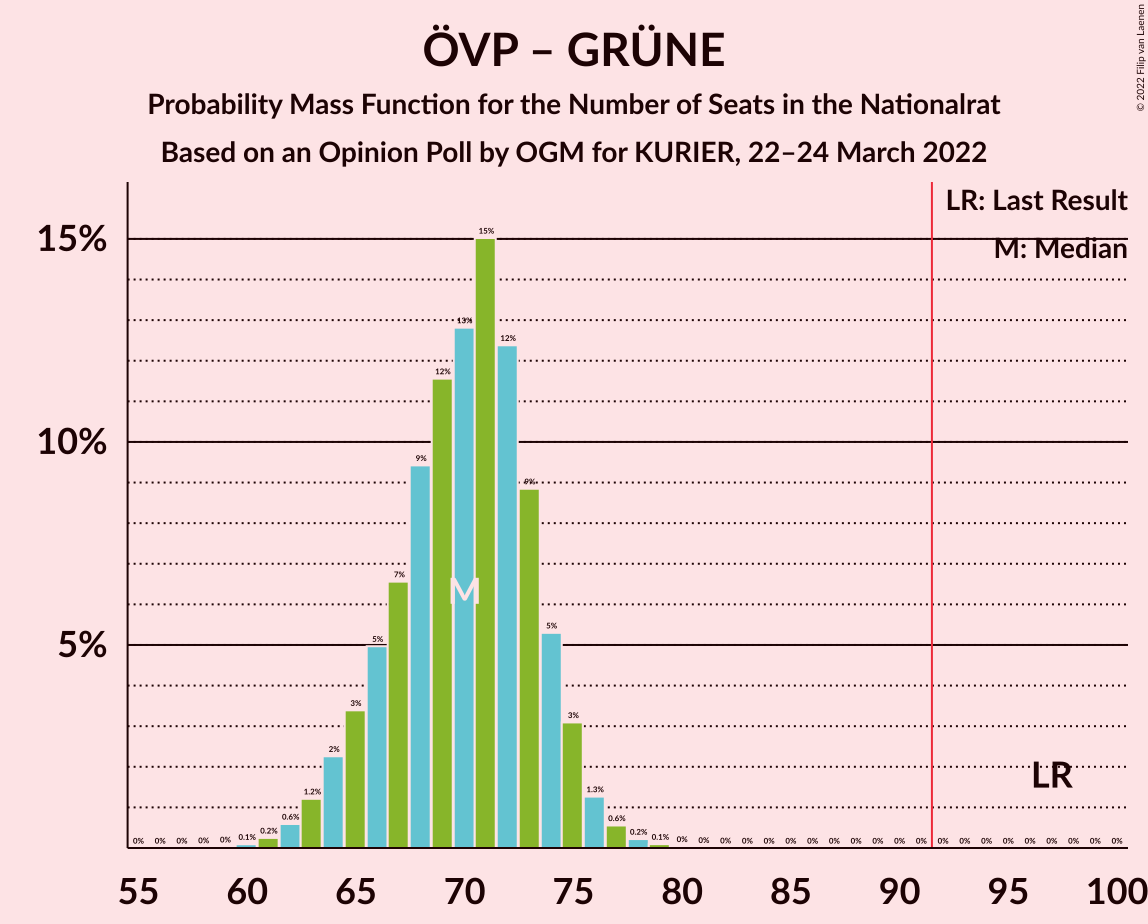 ÖVP – GRÜNE
Probability Mass Function for the Number of Seats in the Nationalrat
Based on an Opinion Poll by OGM for KURIER, 22–24 March 2022
© 2022 Filip van Laenen
LR: Last Result
M: Median
15%
10%
5%
0% 0% 0% 0% 0% 0.1% 0.2% 0.6% 1.2% 2% 3% 5% 7% 9% 12% 13% 15% 12% 9% 5% 3% 1.3% 0.6% 0.2% 0.1% 0% 0% 0% 0% 0% 0% 0% 0% 0% 0% 0% 0% 0% 0% 0% 0% 0% 0% 0% 0% 0%
M
LR
55 60 65 70 75 80 85 90 95 100